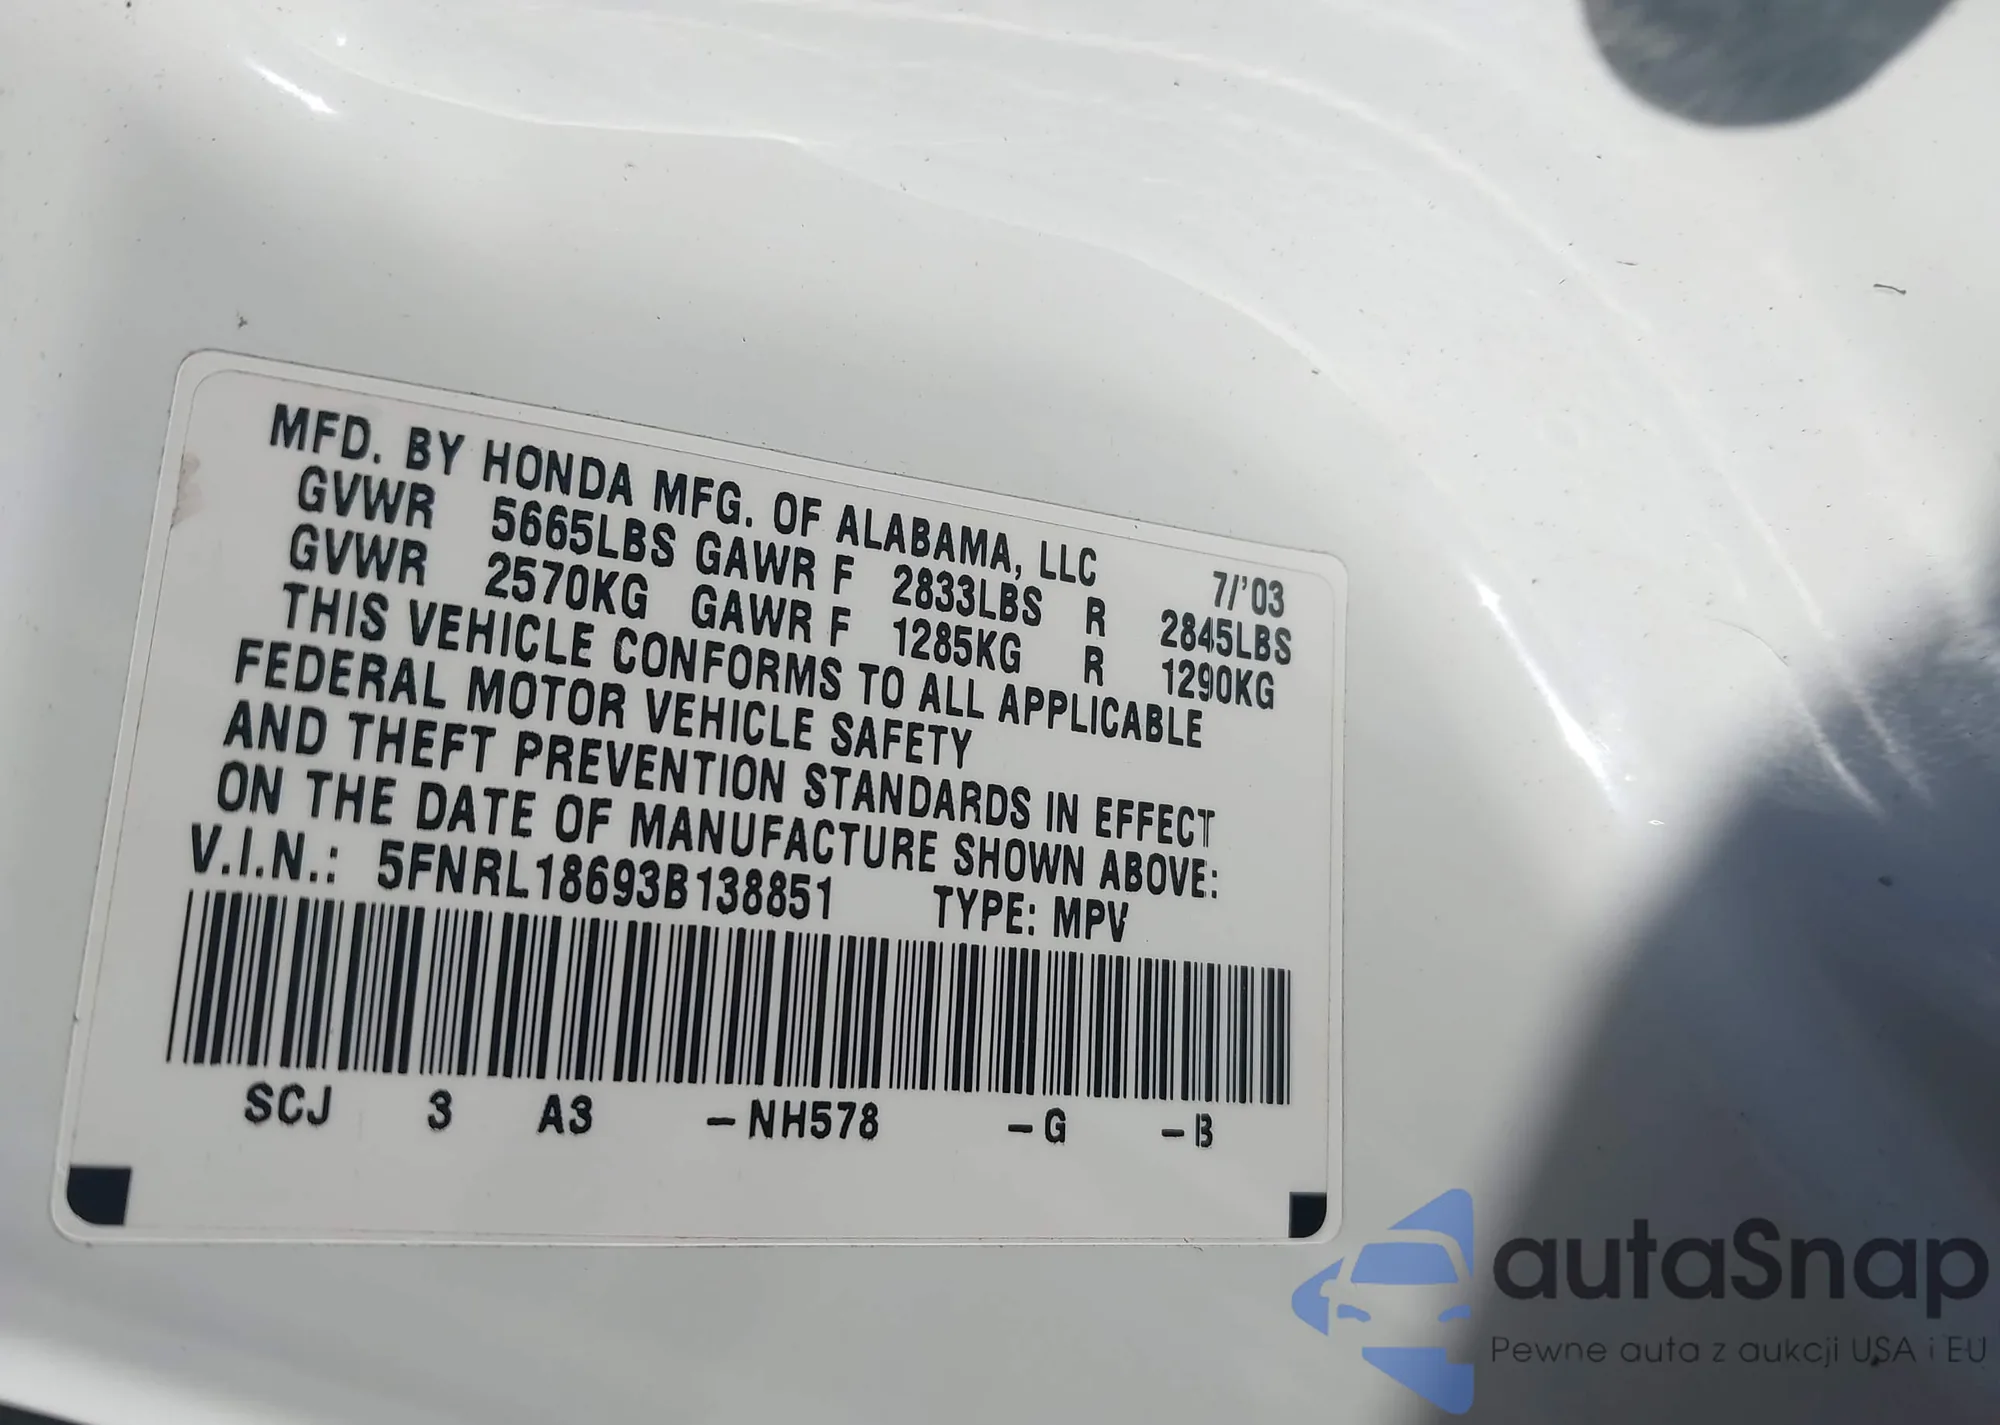 MFD. BY HONDA MFG. OF ALABAMA, LLC 7/'03
GVWR 5665LBS GAWR F 2833LBS R 2845LBS
GVWR 2570KG GAWR F 1285KG R 1290KG
THIS VEHICLE CONFORMS TO ALL APPLICABLE
FEDERAL MOTOR VEHICLE SAFETY
AND THEFT PREVENTION STANDARDS IN EFFECT
ON THE DATE OF MANUFACTURE SHOWN ABOVE:
V.I.N.: 5FNRL18693B138851 TYPE: MPV
SCJ 3 A3 -NH578 -G -B
autaSnap
Pewne auta z aukcji USA i EU